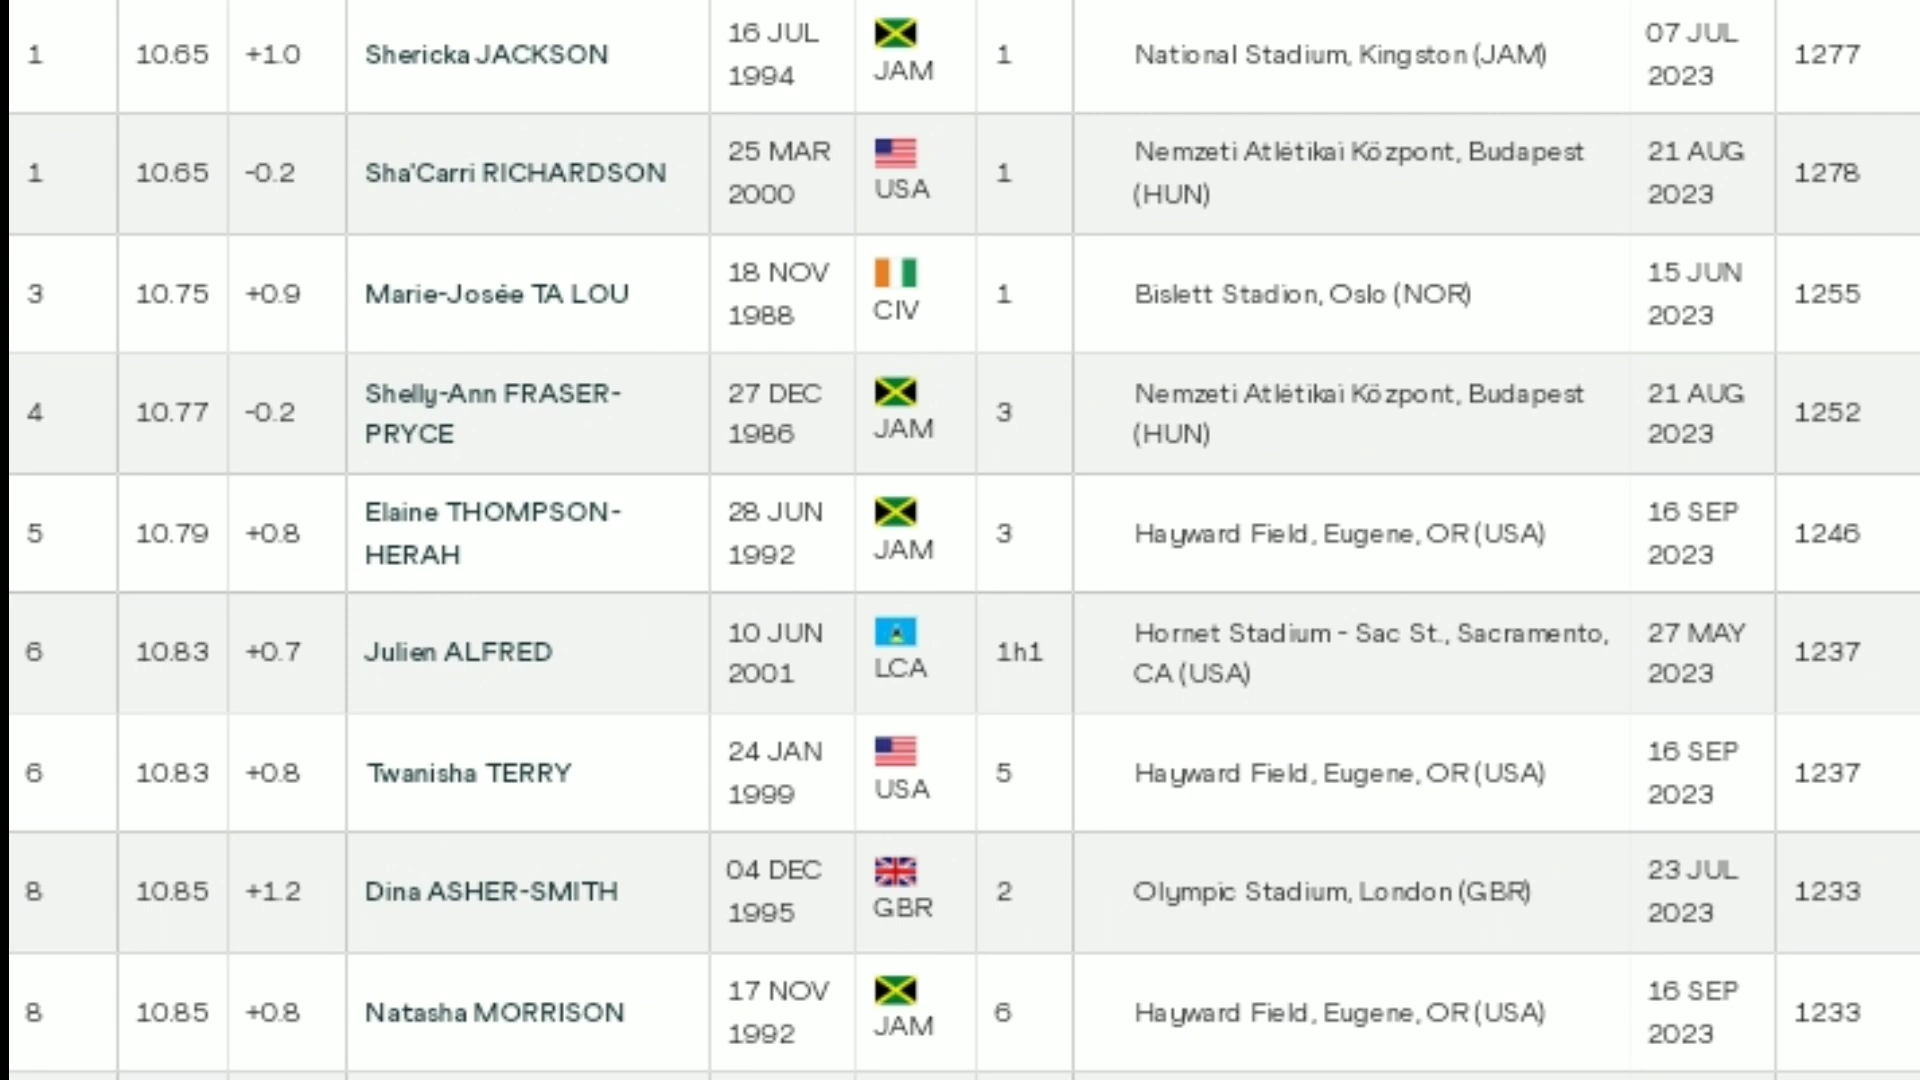 1 10.65 +1.0 Shericka JACKSON 16 JUL 1994 JAM 1 National Stadium, Kingston (JAM) 07 JUL 2023 1277
1 10.65 -0.2 Sha'Carri RICHARDSON 25 MAR 2000 USA 1 Nemzeti Atlétikai Központ, Budapest (HUN) 21 AUG 2023 1278
3 10.75 +0.9 Marie-Josée TA LOU 18 NOV 1988 CIV 1 Bislett Stadion, Oslo (NOR) 15 JUN 2023 1255
4 10.77 -0.2 Shelly-Ann FRASER-PRYCE 27 DEC 1986 JAM 3 Nemzeti Atlétikai Központ, Budapest (HUN) 21 AUG 2023 1252
5 10.79 +0.8 Elaine THOMPSON-HERAH 28 JUN 1992 JAM 3 Hayward Field, Eugene, OR (USA) 16 SEP 2023 1246
6 10.83 +0.7 Julien ALFRED 10 JUN 2001 LCA 1h1 Hornet Stadium - Sac St., Sacramento, CA (USA) 27 MAY 2023 1237
6 10.83 +0.8 Twanisha TERRY 24 JAN 1999 USA 5 Hayward Field, Eugene, OR (USA) 16 SEP 2023 1237
8 10.85 +1.2 Dina ASHER-SMITH 04 DEC 1995 GBR 2 Olympic Stadium, London (GBR) 23 JUL 2023 1233
8 10.85 +0.8 Natasha MORRISON 17 NOV 1992 JAM 6 Hayward Field, Eugene, OR (USA) 16 SEP 2023 1233